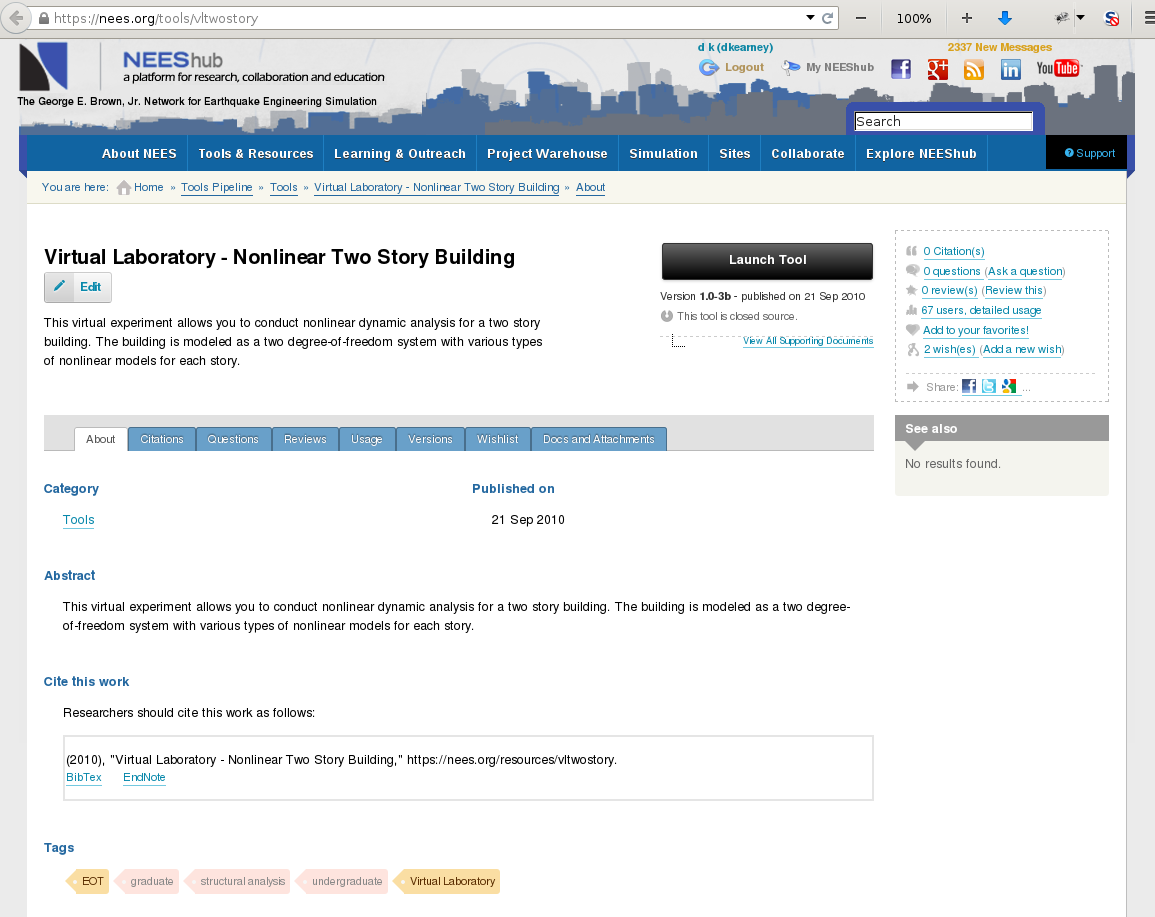 https://nees.org/tools/vltwostory
100%
NEEShub
a platform for research, collaboration and education
The George E. Brown, Jr. Network for Earthquake Engineering Simulation
d k (dkearney)
2337 New Messages
Logout
My NEEShub
You Tube
Search
About NEES
Tools & Resources
Learning & Outreach
Project Warehouse
Simulation
Sites
Collaborate
Explore NEEShub
Support
You are here: Home » Tools Pipeline » Tools » Virtual Laboratory - Nonlinear Two Story Building » About
Virtual Laboratory - Nonlinear Two Story Building
Edit
This virtual experiment allows you to conduct nonlinear dynamic analysis for a two story
building. The building is modeled as a two degree-of-freedom system with various types
of nonlinear models for each story.
Launch Tool
Version 1.0-3b - published on 21 Sep 2010
This tool is closed source.
View All Supporting Documents
0 Citation(s)
0 questions (Ask a question)
0 review(s) (Review this)
67 users, detailed usage
Add to your favorites!
2 wish(es) (Add a new wish)
Share: ...
See also
No results found.
About
Citations
Questions
Reviews
Usage
Versions
Wishlist
Docs and Attachments
Category
Tools
Published on
21 Sep 2010
Abstract
This virtual experiment allows you to conduct nonlinear dynamic analysis for a two story building. The building is modeled as a two degree-
of-freedom system with various types of nonlinear models for each story.
Cite this work
Researchers should cite this work as follows:
(2010), "Virtual Laboratory - Nonlinear Two Story Building," https://nees.org/resources/vltwostory.
BibTex EndNote
Tags
EOT
graduate
structural analysis
undergraduate
Virtual Laboratory